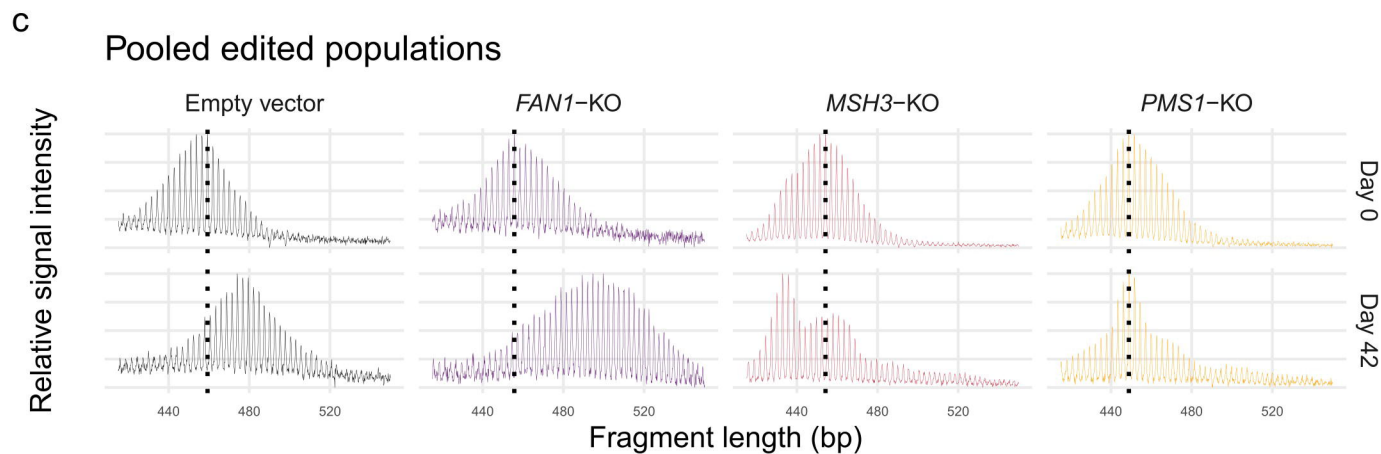 c
Pooled edited populations
Empty vector FAN1−KO MSH3−KO PMS1−KO
Relative signal intensity
Day 0
Day 42
440 480 520 440 480 520 440 480 520 440 480 520
Fragment length (bp)